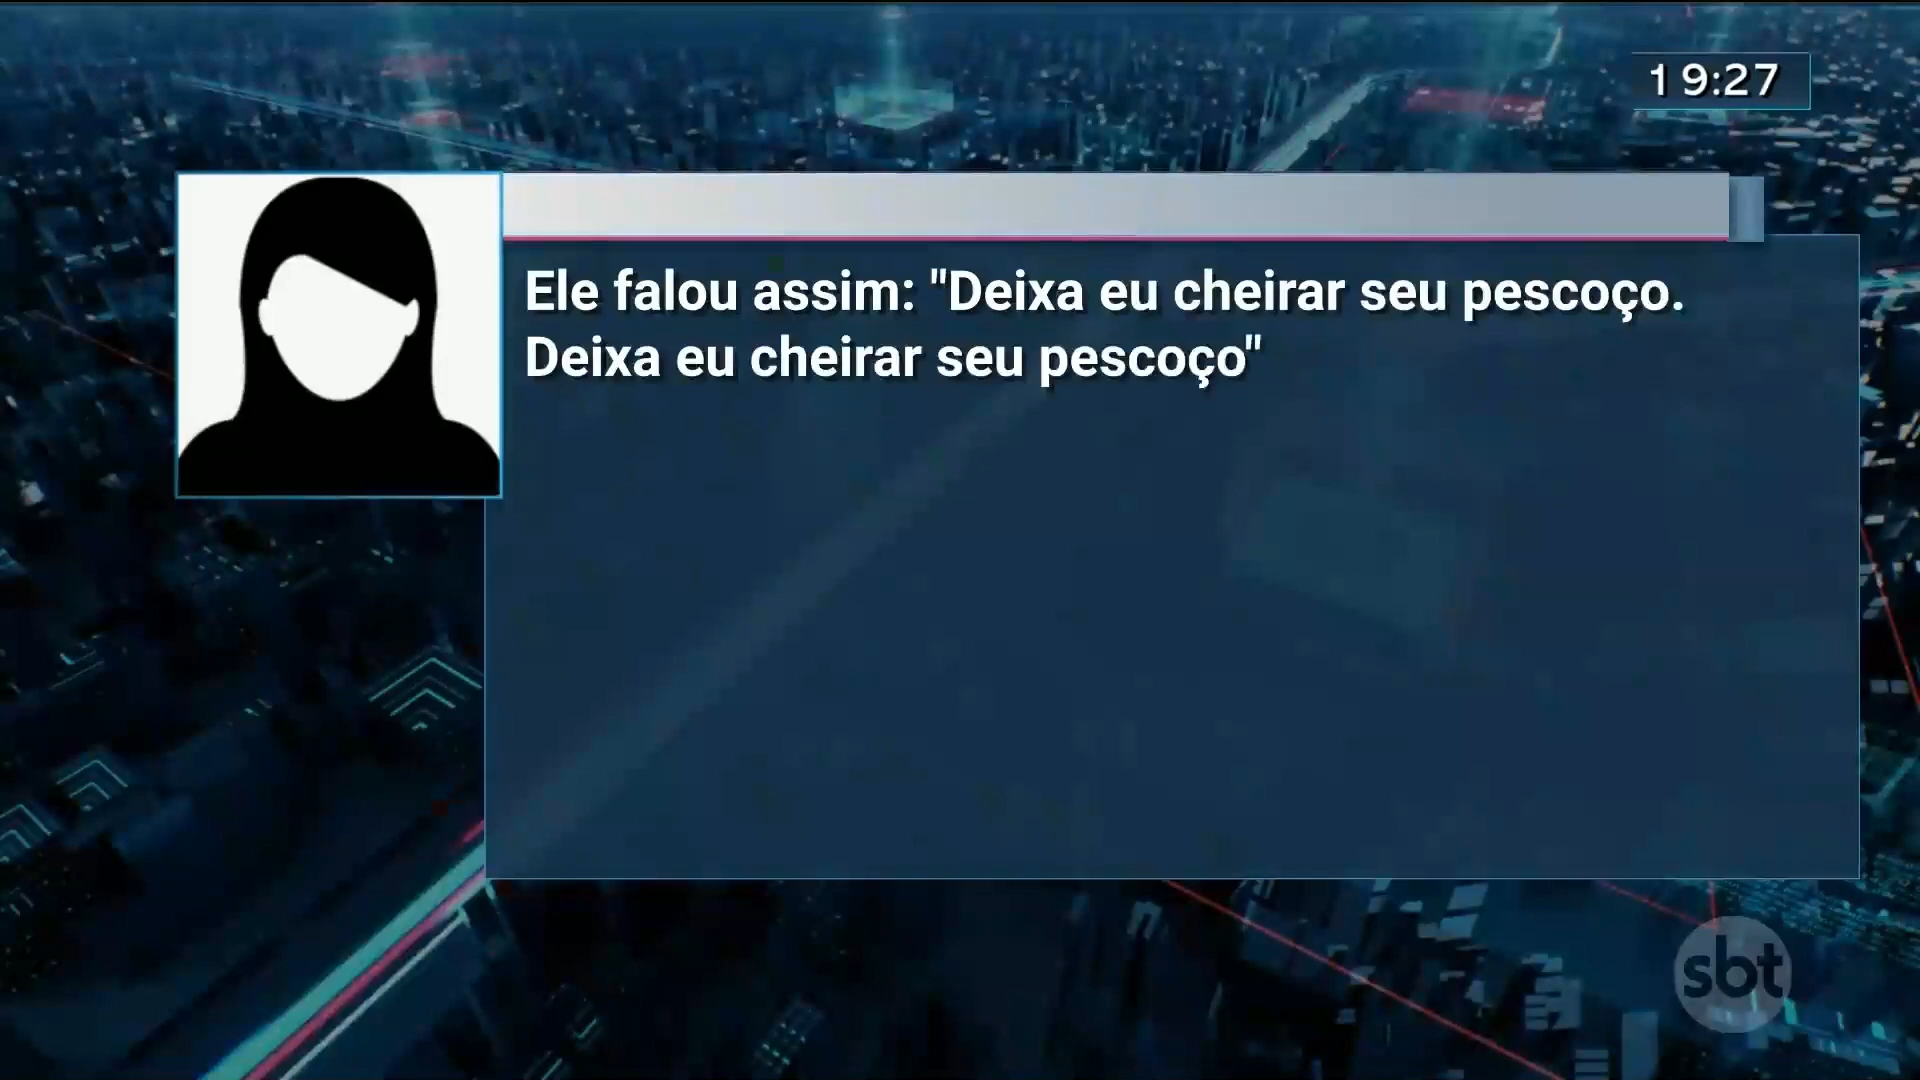 19:27
Ele falou assim: "Deixa eu cheirar seu pescoço.
Deixa eu cheirar seu pescoço"
sbt